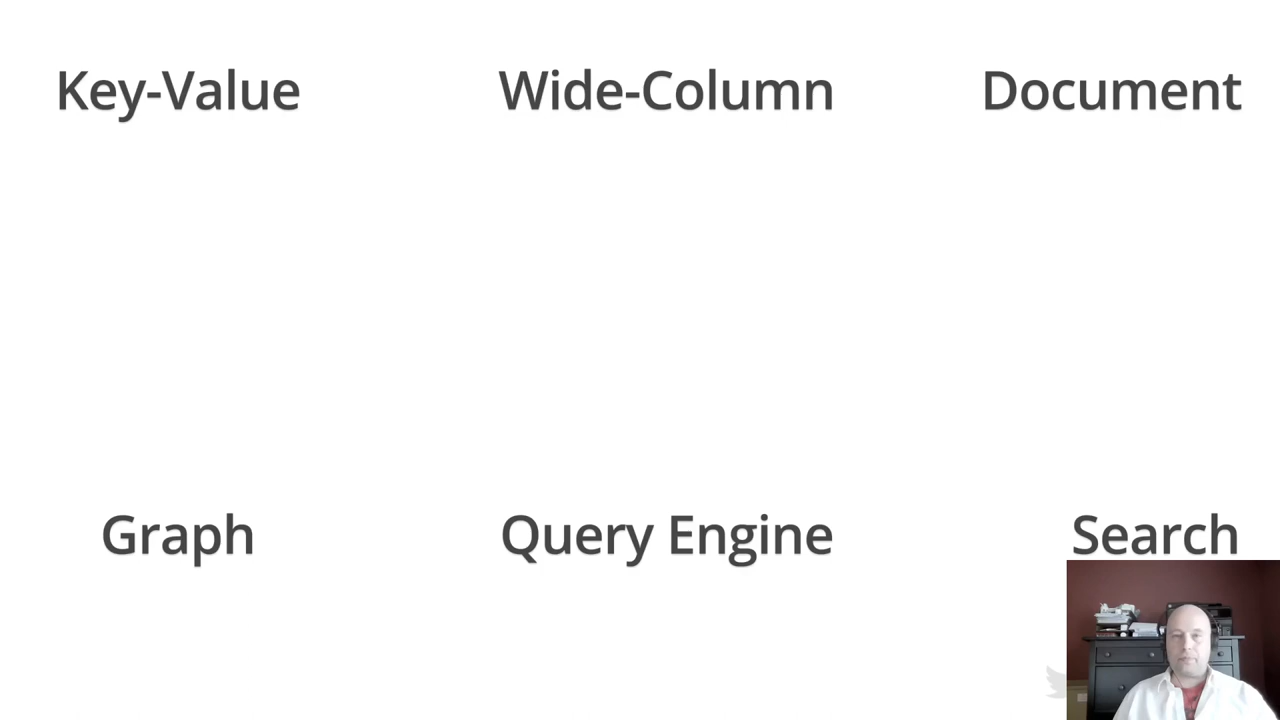 Key-Value
Wide-Column
Document
Graph
Query Engine
Search